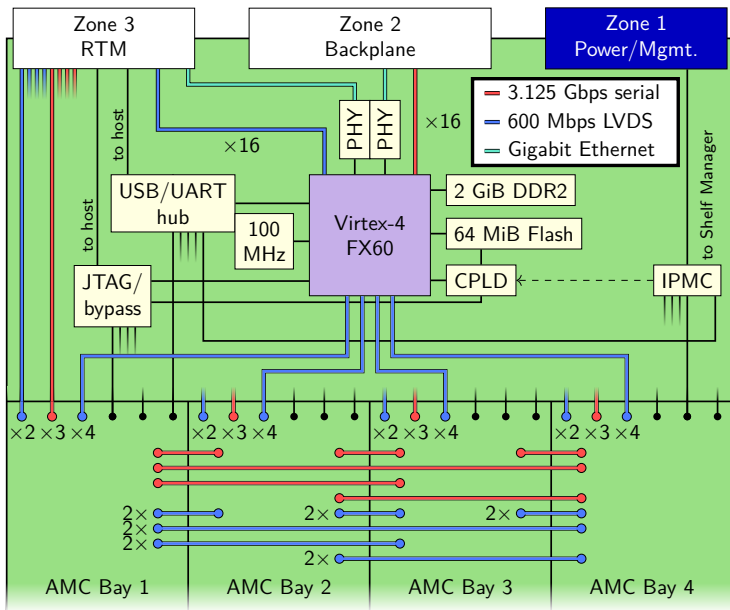 Zone 3
RTM
Zone 2
Backplane
Zone 1
Power/Mgmt.
3.125 Gbps serial
600 Mbps LVDS
Gigabit Ethernet
to host
×16
PHY
PHY
×16
to Shelf Manager
USB/UART
hub
Virtex-4
FX60
2 GiB DDR2
to host
100
MHz
64 MiB Flash
JTAG/
bypass
CPLD
IPMC
×2 ×3 ×4
×2 ×3 ×4
×2 ×3 ×4
×2 ×3 ×4
2× 2× 2×
2×
2×
2×
AMC Bay 1
AMC Bay 2
AMC Bay 3
AMC Bay 4